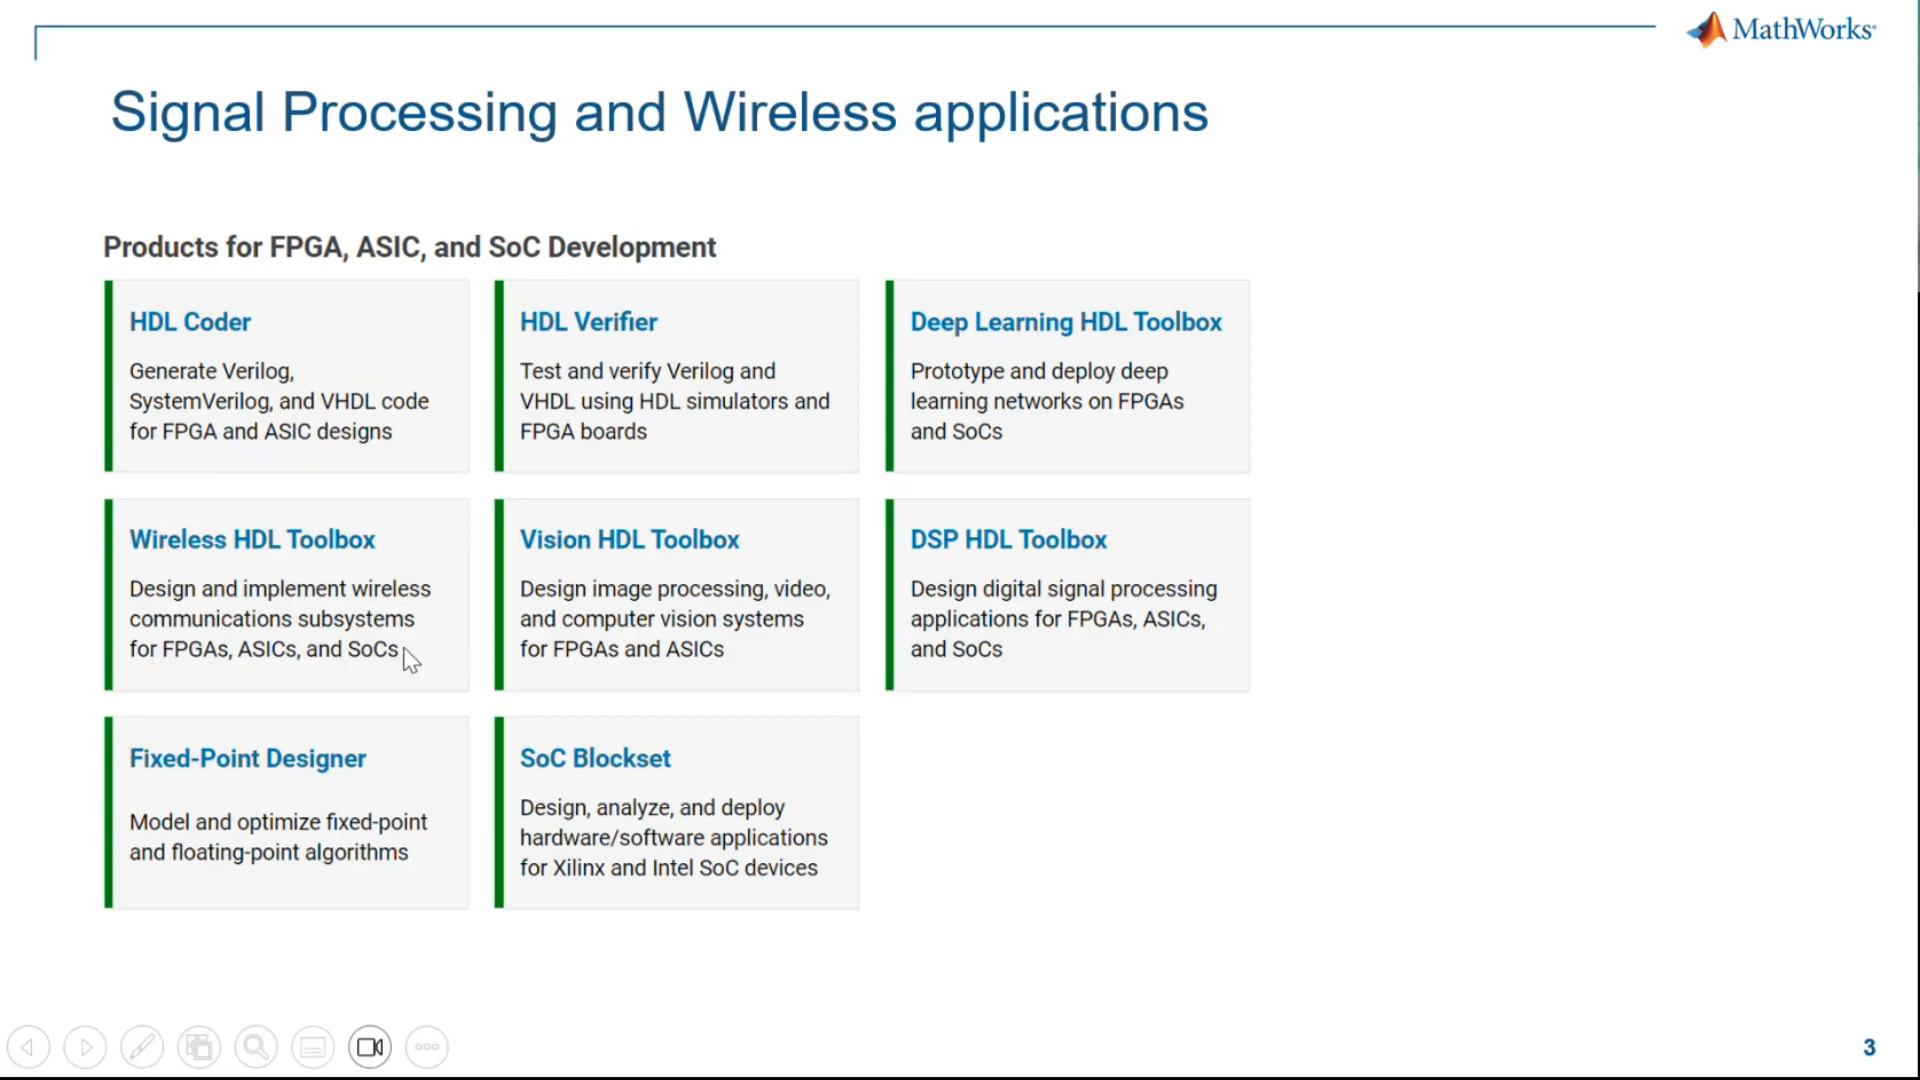 MathWorks®
Signal Processing and Wireless applications
Products for FPGA, ASIC, and SoC Development
HDL Coder
Generate Verilog,
SystemVerilog, and VHDL code
for FPGA and ASIC designs
HDL Verifier
Test and verify Verilog and
VHDL using HDL simulators and
FPGA boards
Deep Learning HDL Toolbox
Prototype and deploy deep
learning networks on FPGAs
and SoCs
Wireless HDL Toolbox
Design and implement wireless
communications subsystems
for FPGAs, ASICs, and SoCs
Vision HDL Toolbox
Design image processing, video,
and computer vision systems
for FPGAs and ASICs
DSP HDL Toolbox
Design digital signal processing
applications for FPGAs, ASICs,
and SoCs
Fixed-Point Designer
Model and optimize fixed-point
and floating-point algorithms
SoC Blockset
Design, analyze, and deploy
hardware/software applications
for Xilinx and Intel SoC devices
3